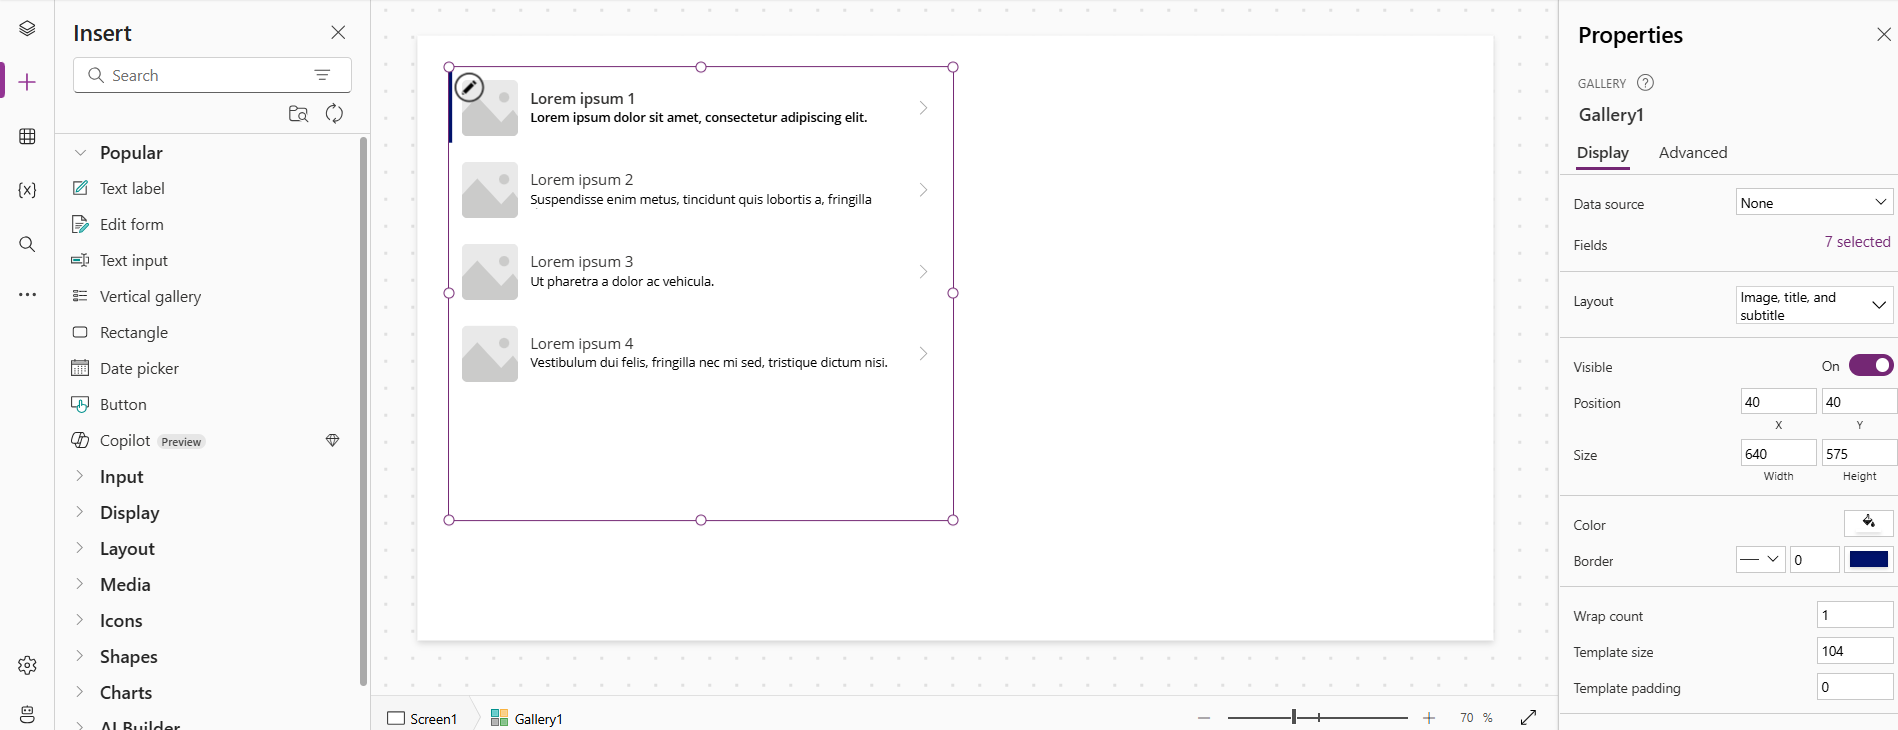 Insert
Search
Popular
Text label
Edit form
Text input
Vertical gallery
Rectangle
Date picker
Button
Copilot Preview
Input
Display
Layout
Media
Icons
Shapes
Charts
AI Builder
{x}
Lorem ipsum 1
Lorem ipsum dolor sit amet, consectetur adipiscing elit.
Lorem ipsum 2
Suspendisse enim metus, tincidunt quis lobortis a, fringilla
Lorem ipsum 3
Ut pharetra a dolor ac vehicula.
Lorem ipsum 4
Vestibulum dui felis, fringilla nec mi sed, tristique dictum nisi.
Screen1 Gallery1
70 %
Properties
GALLERY ?
Gallery1
Display Advanced
Data source None
Fields 7 selected
Layout Image, title, and
subtitle
Visible On
Position 40 40
X Y
Size 640 575
Width Height
Color
Border 0
Wrap count 1
Template size 104
Template padding 0